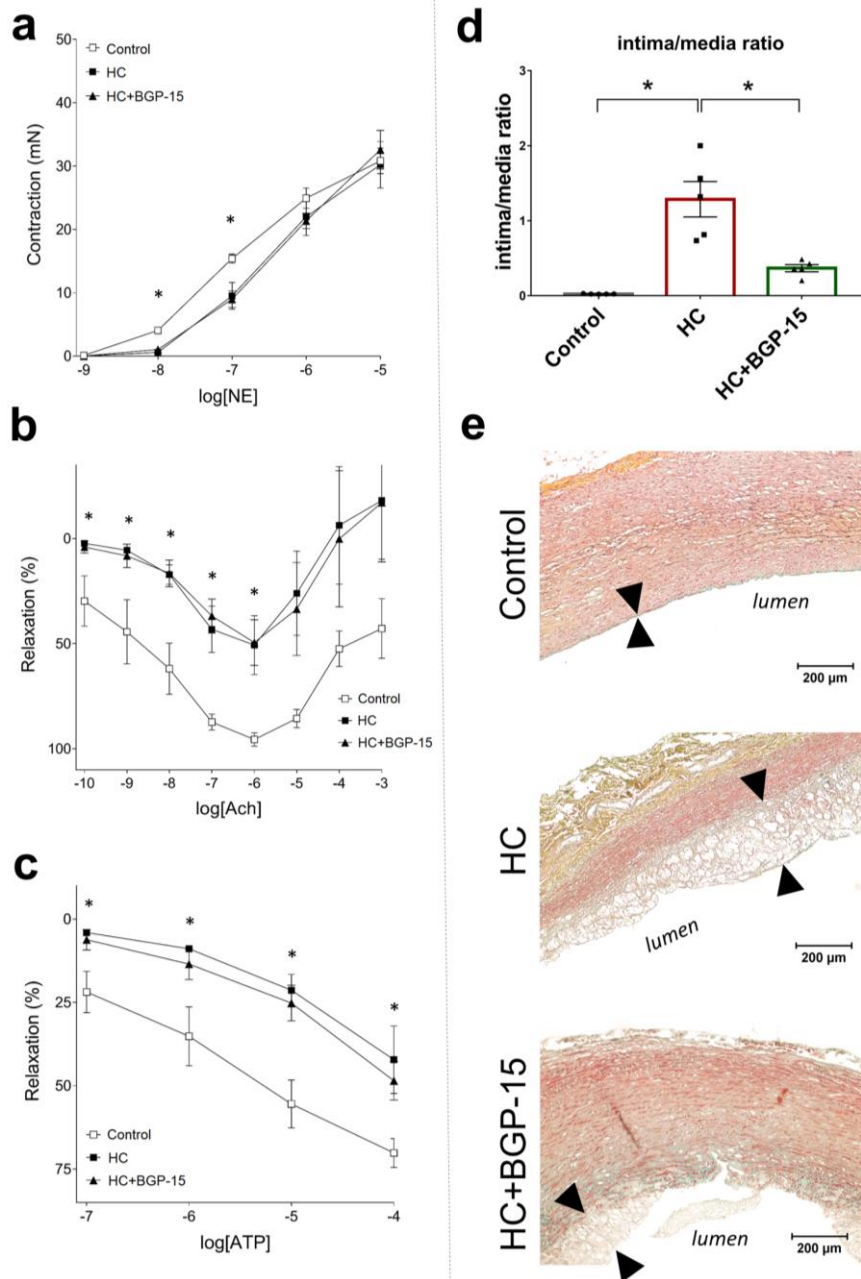 a
Control
HC
HC+BGP-15
50
40
30
20
10
0
Contraction (mN)
*
*
-9
-8
-7
-6
-5
log[NE]
b
0
50
100
Relaxation (%)
*
*
*
*
*
Control
HC
HC+BGP-15
-10
-9
-8
-7
-6
-5
-4
-3
log[Ach]
c
0
25
50
75
Relaxation (%)
*
*
*
*
Control
HC
HC+BGP-15
-7
-6
-5
-4
log[ATP]
d
intima/media ratio
3
2
1
0
intima/media ratio
*
*
Control
HC
HC+BGP-15
e
Control
lumen
200 µm
HC
lumen
200 µm
HC+BGP-15
lumen
200 µm